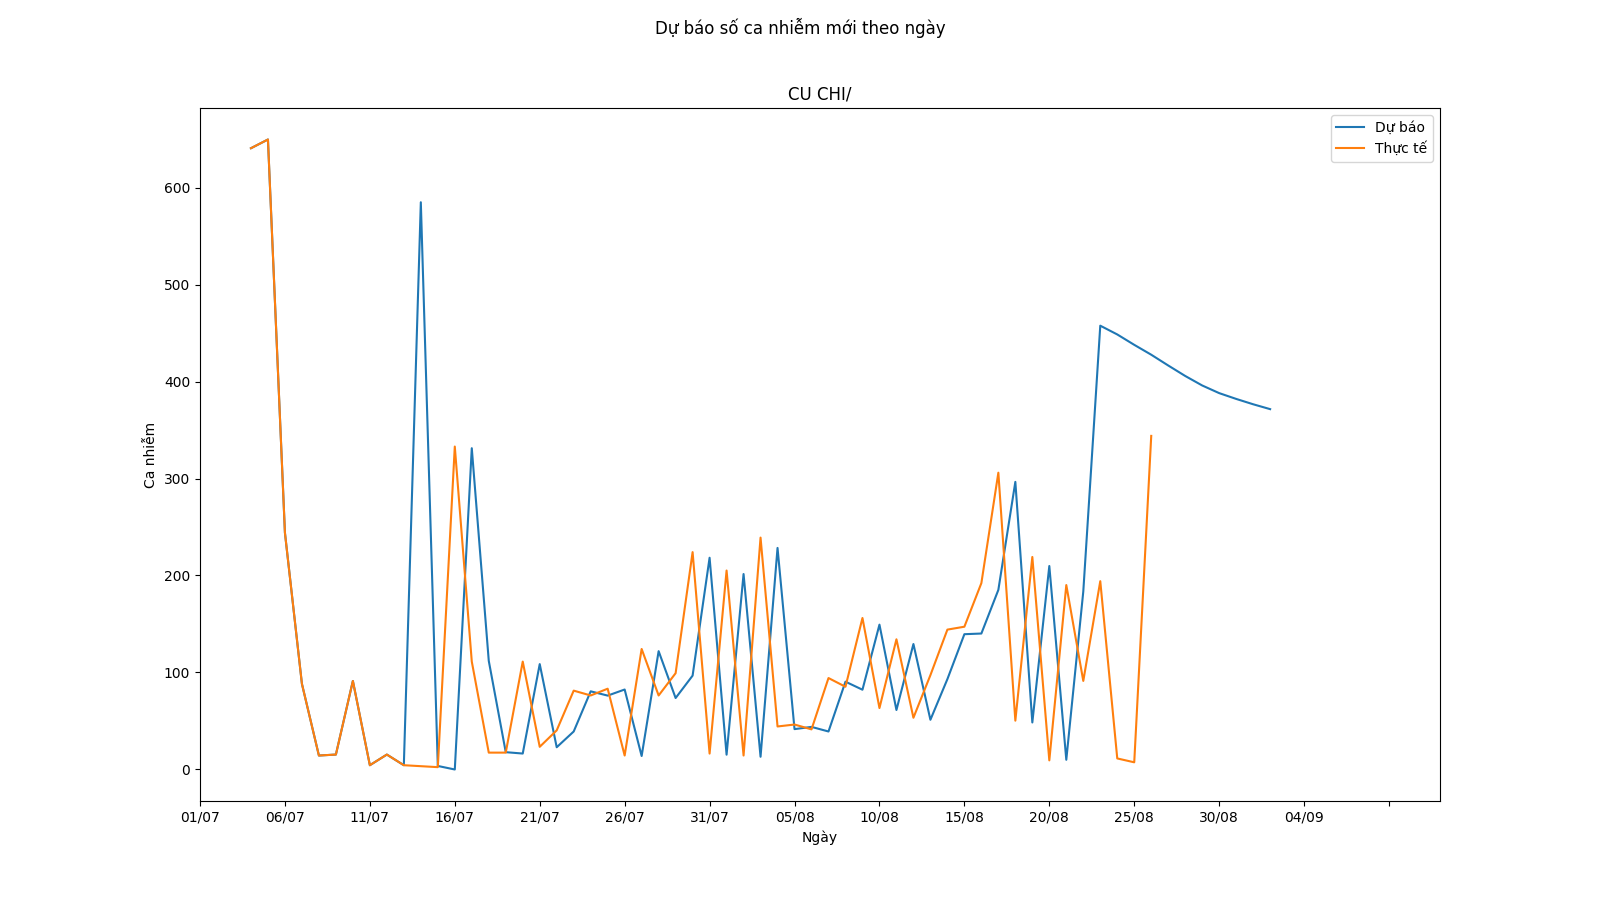 Dự báo số ca nhiễm mới theo ngày
CU CHI/
Dự báo
Thực tế
600
500
400
300
200
100
0
Ca nhiễm
01/07 06/07 11/07 16/07 21/07 26/07 31/07 05/08 10/08 15/08 20/08 25/08 30/08 04/09
Ngày